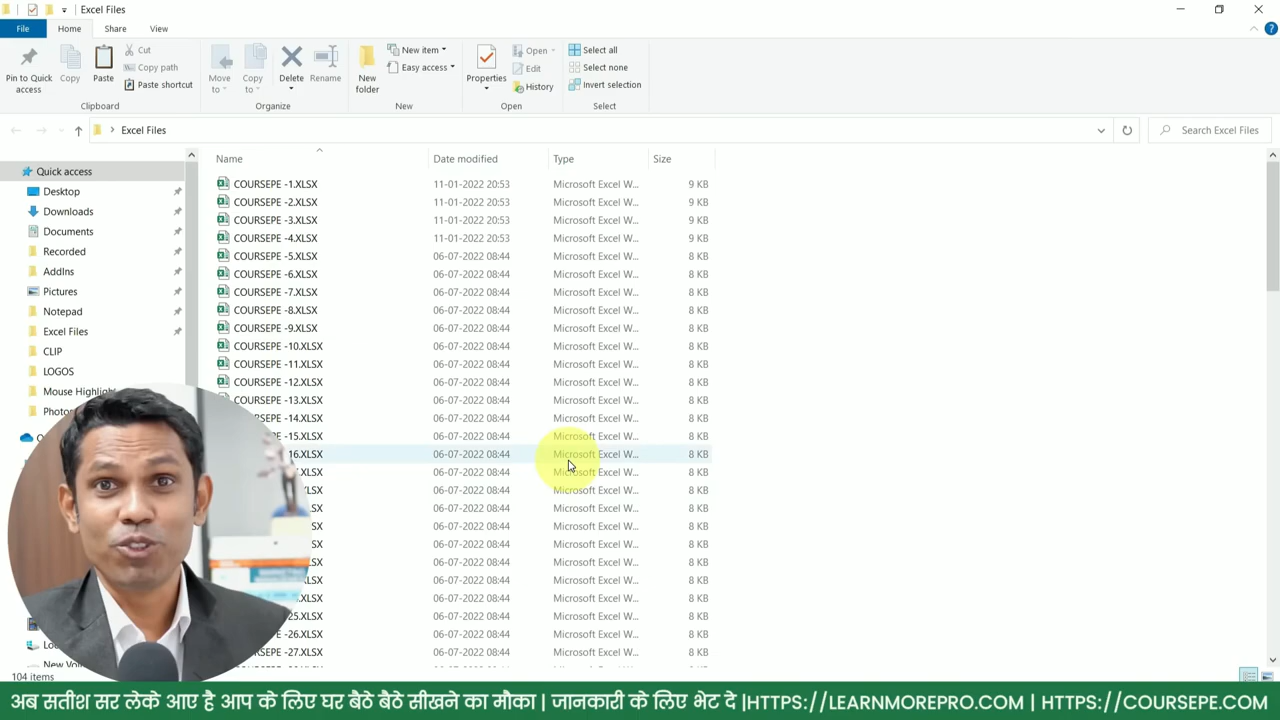 Excel Files
File Home Share View
Pin to Quick access
Copy
Paste
Cut
Copy path
Paste shortcut
Clipboard
Move to
Copy to
Delete
Rename
Organize
New folder
New item
Easy access
New
Properties
Open
Edit
History
Open
Select all
Select none
Invert selection
Select
Excel Files
Search Excel Files
Quick access
Desktop
Downloads
Documents
Recorded
AddIns
Pictures
Notepad
Excel Files
CLIP
LOGOS
Mouse Highligh
Photos
Name Date modified Type Size
COURSEPE -1.XLSX 11-01-2022 20:53 Microsoft Excel W... 9 KB
COURSEPE -2.XLSX 11-01-2022 20:53 Microsoft Excel W... 9 KB
COURSEPE -3.XLSX 11-01-2022 20:53 Microsoft Excel W... 9 KB
COURSEPE -4.XLSX 11-01-2022 20:53 Microsoft Excel W... 9 KB
COURSEPE -5.XLSX 06-07-2022 08:44 Microsoft Excel W... 8 KB
COURSEPE -6.XLSX 06-07-2022 08:44 Microsoft Excel W... 8 KB
COURSEPE -7.XLSX 06-07-2022 08:44 Microsoft Excel W... 8 KB
COURSEPE -8.XLSX 06-07-2022 08:44 Microsoft Excel W... 8 KB
COURSEPE -9.XLSX 06-07-2022 08:44 Microsoft Excel W... 8 KB
COURSEPE -10.XLSX 06-07-2022 08:44 Microsoft Excel W... 8 KB
COURSEPE -11.XLSX 06-07-2022 08:44 Microsoft Excel W... 8 KB
COURSEPE -12.XLSX 06-07-2022 08:44 Microsoft Excel W... 8 KB
COURSEPE -13.XLSX 06-07-2022 08:44 Microsoft Excel W... 8 KB
RSEPE -14.XLSX 06-07-2022 08:44 Microsoft Excel W... 8 KB
-15.XLSX 06-07-2022 08:44 Microsoft Excel W... 8 KB
16.XLSX 06-07-2022 08:44 Microsoft Excel W... 8 KB
.XLSX 06-07-2022 08:44 Microsoft Excel W... 8 KB
XLSX 06-07-2022 08:44 Microsoft Excel W... 8 KB
SX 06-07-2022 08:44 Microsoft Excel W... 8 KB
SX 06-07-2022 08:44 Microsoft Excel W... 8 KB
SX 06-07-2022 08:44 Microsoft Excel W... 8 KB
SX 06-07-2022 08:44 Microsoft Excel W... 8 KB
XLSX 06-07-2022 08:44 Microsoft Excel W... 8 KB
.XLSX 06-07-2022 08:44 Microsoft Excel W... 8 KB
25.XLSX 06-07-2022 08:44 Microsoft Excel W... 8 KB
-26.XLSX 06-07-2022 08:44 Microsoft Excel W... 8 KB
-27.XLSX 06-07-2022 08:44 Microsoft Excel W... 8 KB
Loc
New Vol
104 items
अब सतीश सर लेके आए है आप के लिए घर बैठे बैठे सीखने का मौका | जानकारी के लिए भेट दे |HTTPS://LEARNMOREPRO.COM | HTTPS://COURSEPE.COM